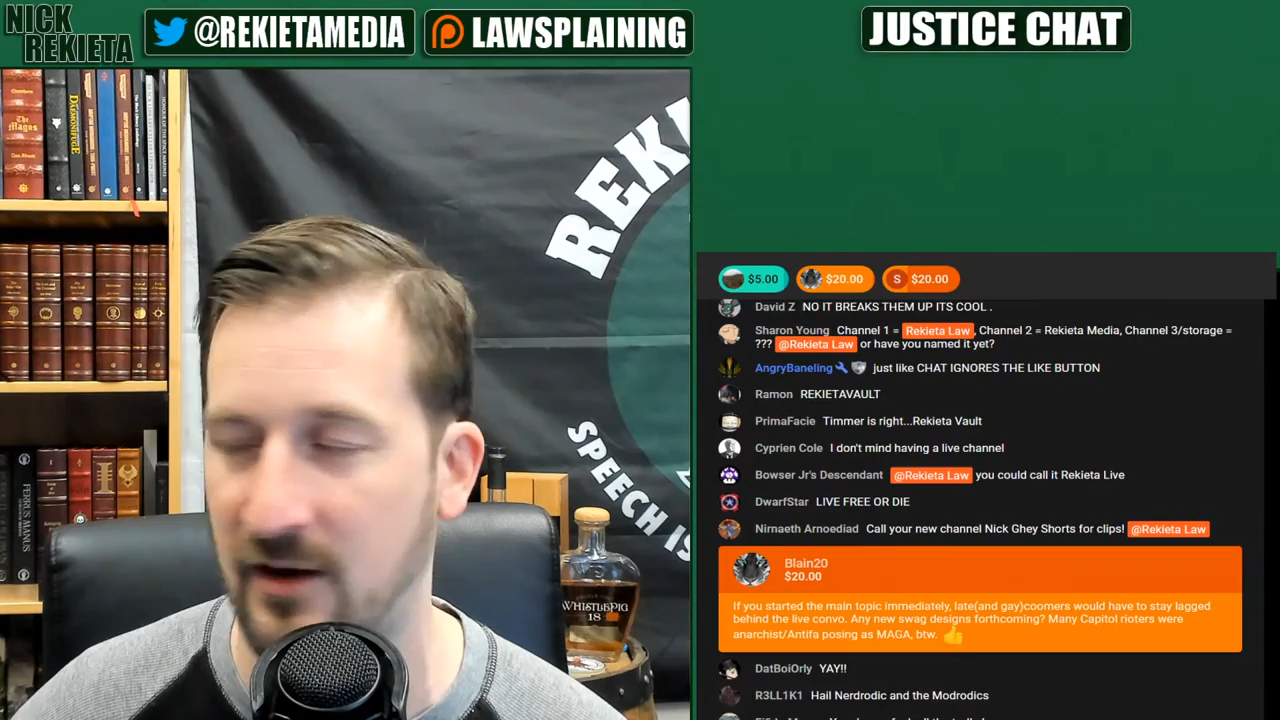 NICK
REKIETA
@REKIETAMEDIA
LAWSPLAINING
JUSTICE CHAT
The
Magus
DAEMONIFUGE
REKI
SPEECH IS
FERRUS MANUS
WHISTLEPIG
18
$5.00
$20.00
S $20.00
David Z NO IT BREAKS THEM UP ITS COOL .
Sharon Young Channel 1 = Rekieta Law, Channel 2 = Rekieta Media, Channel 3/storage =
??? @Rekieta Law or have you named it yet?
AngryBaneling just like CHAT IGNORES THE LIKE BUTTON
Ramon REKIETAVAULT
PrimaFacie Timmer is right...Rekieta Vault
Cyprien Cole I don't mind having a live channel
Bowser Jr's Descendant @Rekieta Law you could call it Rekieta Live
DwarfStar LIVE FREE OR DIE
Nirnaeth Arnoediad Call your new channel Nick Ghey Shorts for clips! @Rekieta Law
Blain20
$20.00
If you started the main topic immediately, late(and gay)coomers would have to stay lagged
behind the live convo. Any new swag designs forthcoming? Many Capitol rioters were
anarchist/Antifa posing as MAGA, btw.
DatBoiOrly YAY!!
R3LL1K1 Hail Nerdrodic and the Modrodics